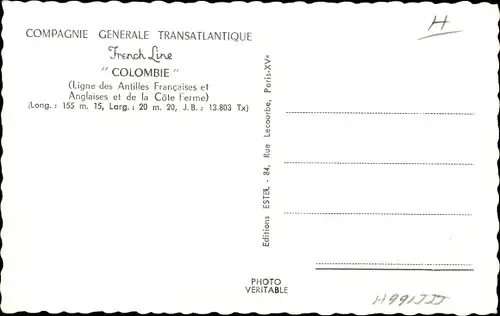 COMPAGNIE GENERALE TRANSATLANTIQUE
French Line
" COLOMBIE "
(Ligne des Antilles Françaises et
Anglaises et de la Côte Ferme)
(Long. : 155 m. 15, Larg. : 20 m. 20, J.B. : 13.803 Tx)
Editions ESTEL - 84, Rue Lecourbe, Paris-XVe
PHOTO
VERITABLE
H